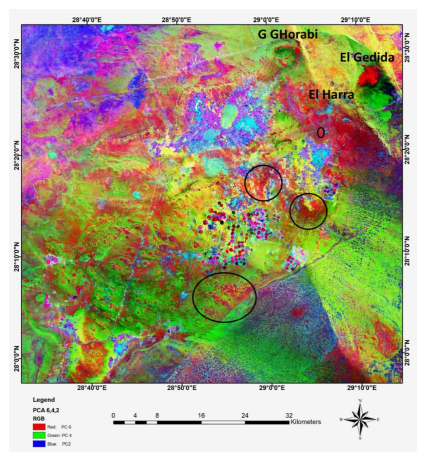 28°40'0"E 28°50'0"E 29°0'0"E 29°10'0"E
G GHorabi
El Gedida
El Harra
28°30'0"N
28°20'0"N
28°10'0"N
28°0'0"N
28°30'0"N
28°20'0"N
28°10'0"N
28°0'0"N
28°40'0"E 28°50'0"E 29°0'0"E 29°10'0"E
Legend
PCA 6,4,2
RGB
Red: PC 6
Green: PC 4
Blue: PC2
0 4 8 16 24 32
Kilometers
N
W E
S